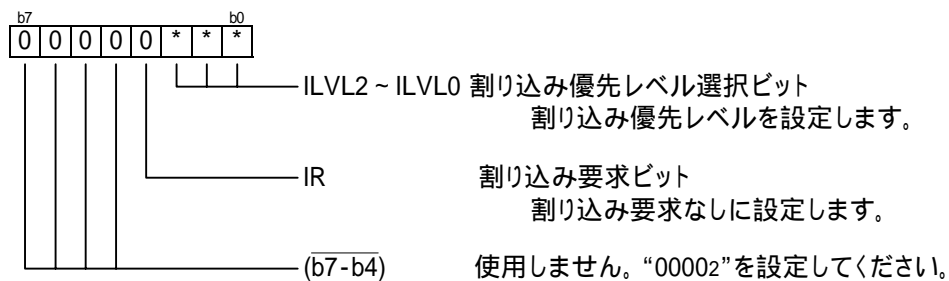 b7 b0
0 0 0 0 0 * * *
ILVL2 ~ ILVL0 割り込み優先レベル選択ビット
割り込み優先レベルを設定します。
IR 割り込み要求ビット
割り込み要求なしに設定します。
(b7-b4) 使用しません。“00002”を設定してください。